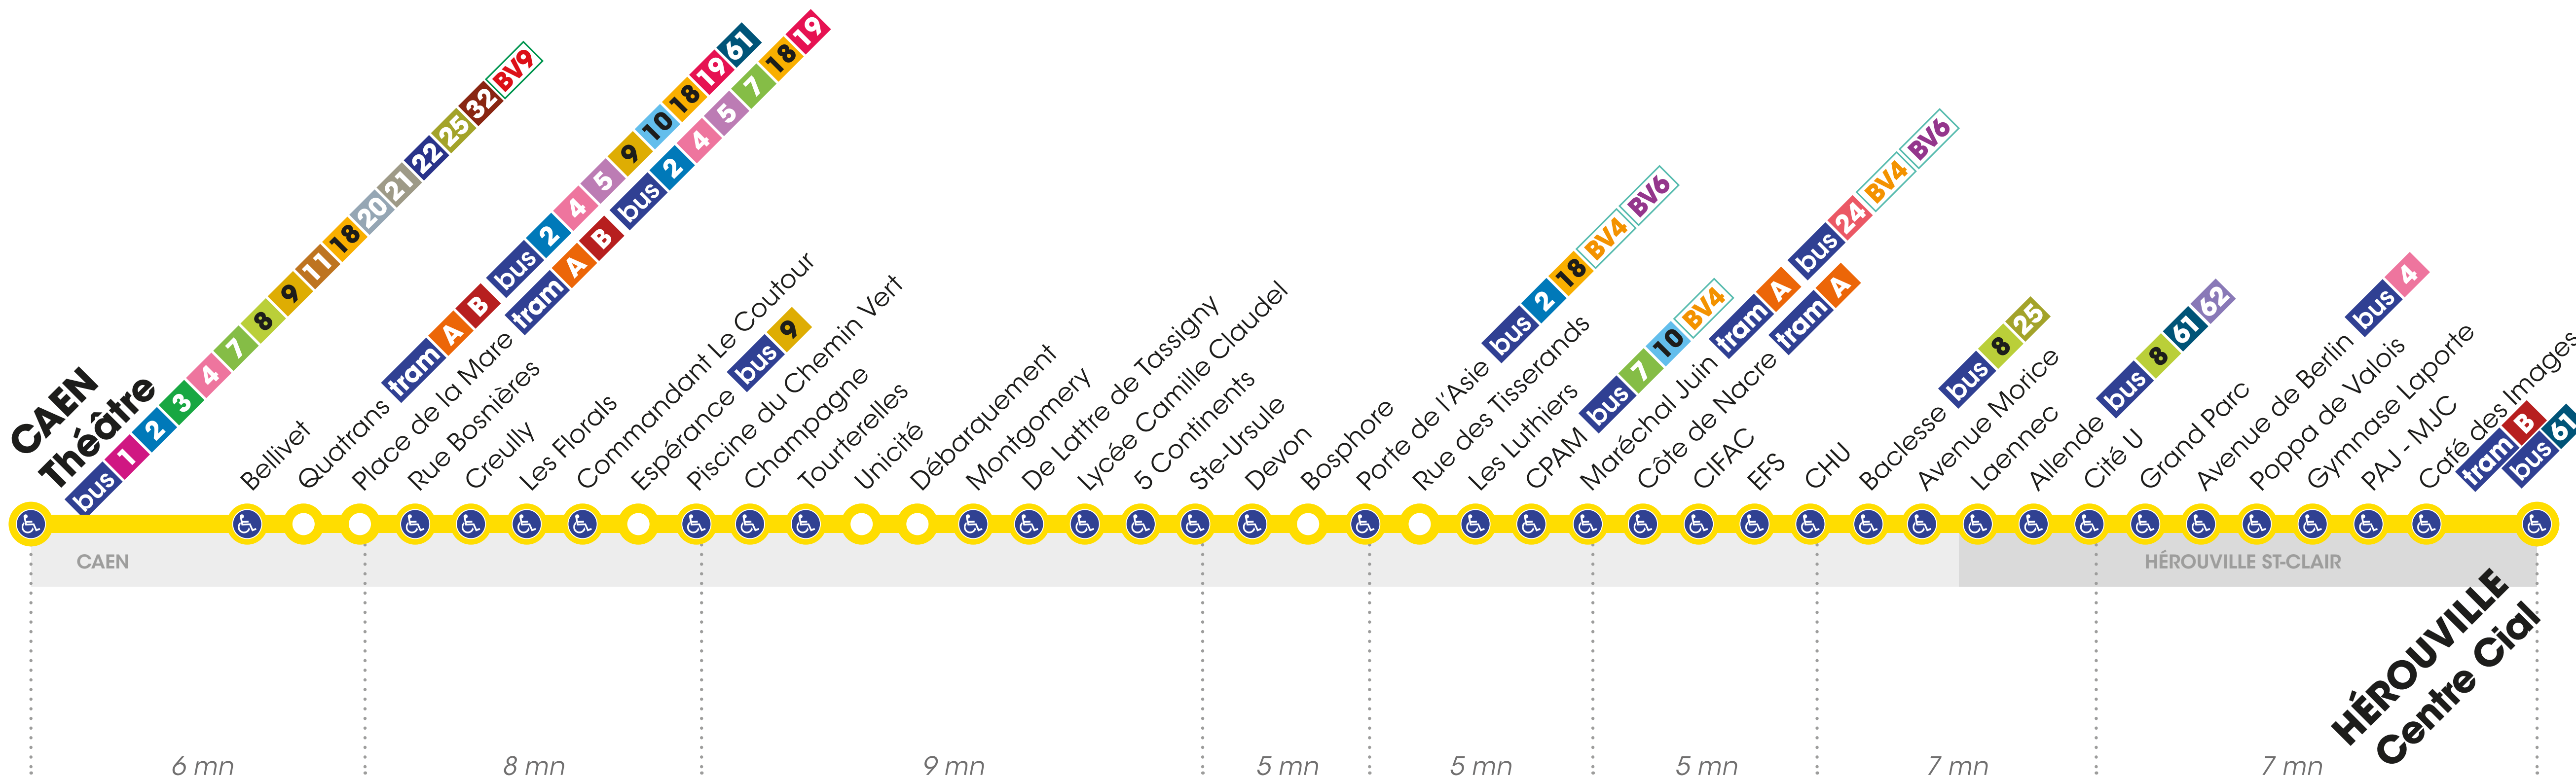 CAEN
Théâtre
bus 1 2 3 4 7 8 9 11 18 20 21 22 25 32 BV9
Bellivet
Quatrans tram A B bus 2 4 5 9 10 18 19 61
Place de la Mare tram A B bus 2 4 5 7 18 19
Rue Bosnières
Creully
Les Florals
Commandant Le Coutour
Espérance bus 9
Piscine du Chemin Vert
Champagne
Tourterelles
Unicité
Débarquement
Montgomery
De Lattre de Tassigny
Lycée Camille Claudel
5 Continents
Ste-Ursule
Devon
Bosphore
Porte de l'Asie bus 2 18 BV4 BV6
Rue des Tisserands
Les Luthiers
CPAM bus 7 10 BV4
Maréchal Juin tram A bus 24 BV4 BV6
Côte de Nacre tram A
CIFAC
EFS
CHU
Baclesse bus 8 25
Avenue Morice
Laennec
Allende bus 8 61 62
Cité U
Grand Parc
Avenue de Berlin bus 4
Poppa de Valois
Gymnase Laporte
PAJ - MJC
Café des Images
tram B
bus 61
CAEN
HÉROUVILLE ST-CLAIR
HÉROUVILLE
Centre Cial
6 mn
8 mn
9 mn
5 mn
5 mn
5 mn
7 mn
7 mn